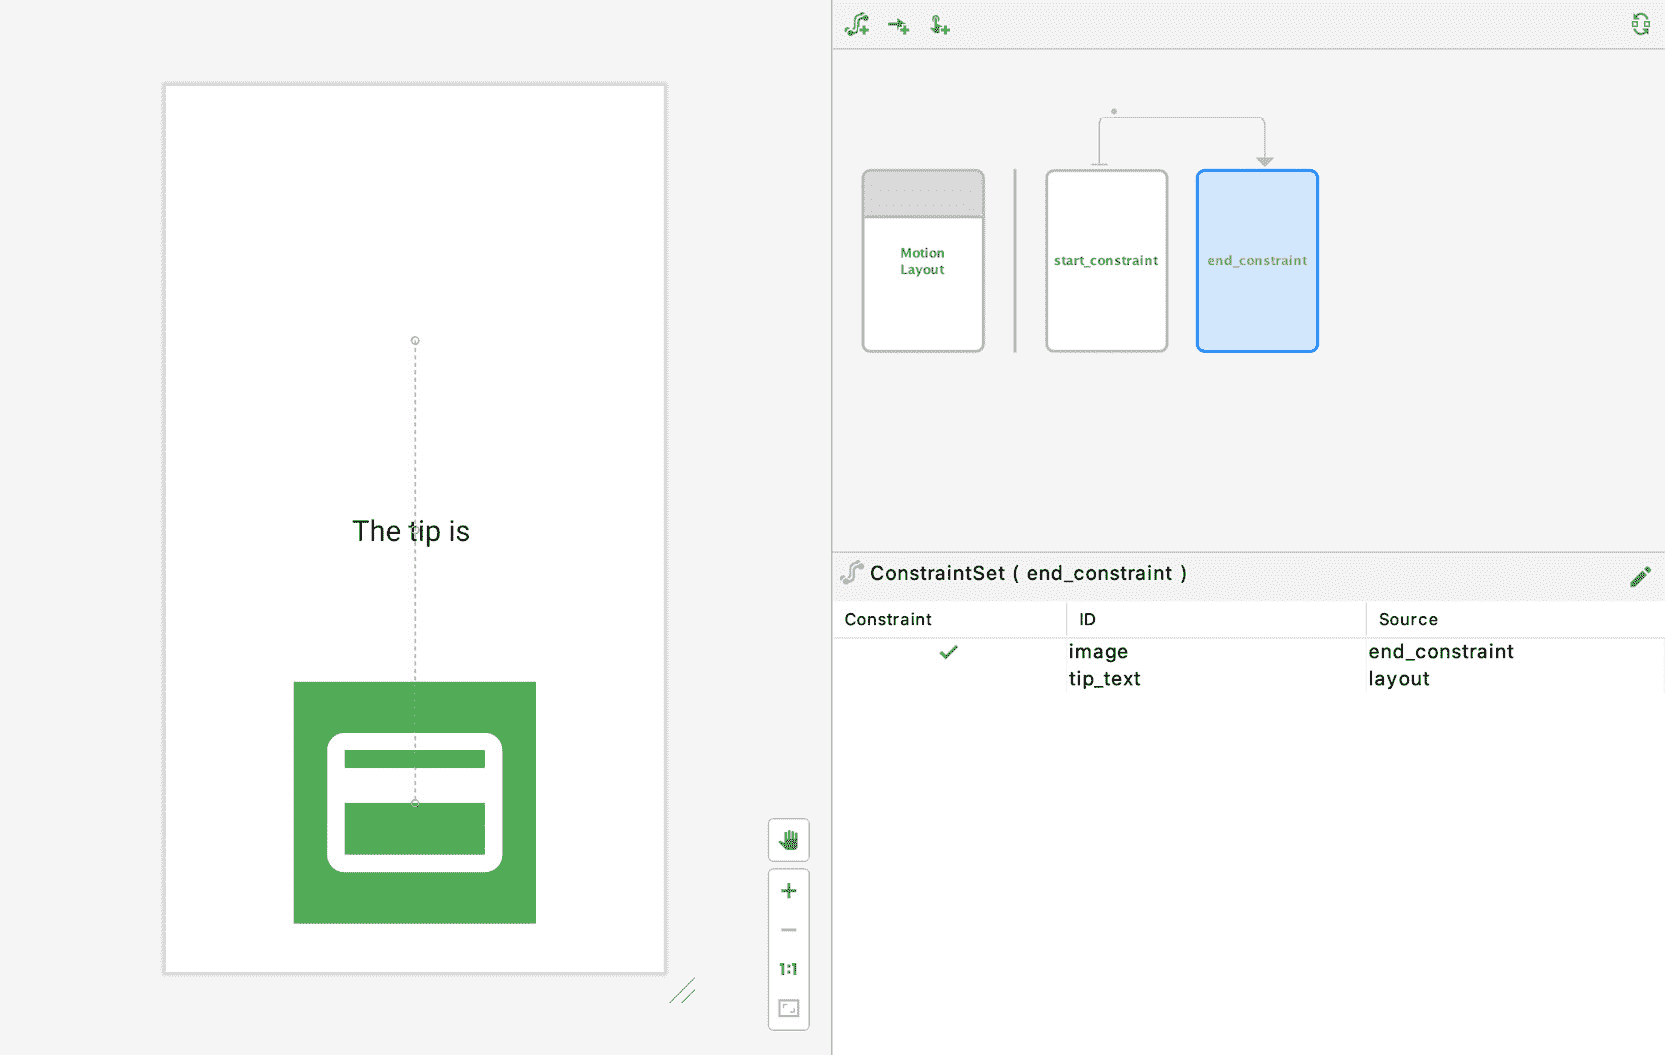 The tip is
1:1
Motion
Layout
start_constraint
end_constraint
ConstraintSet ( end_constraint )
Constraint ID Source
image end_constraint
tip_text layout